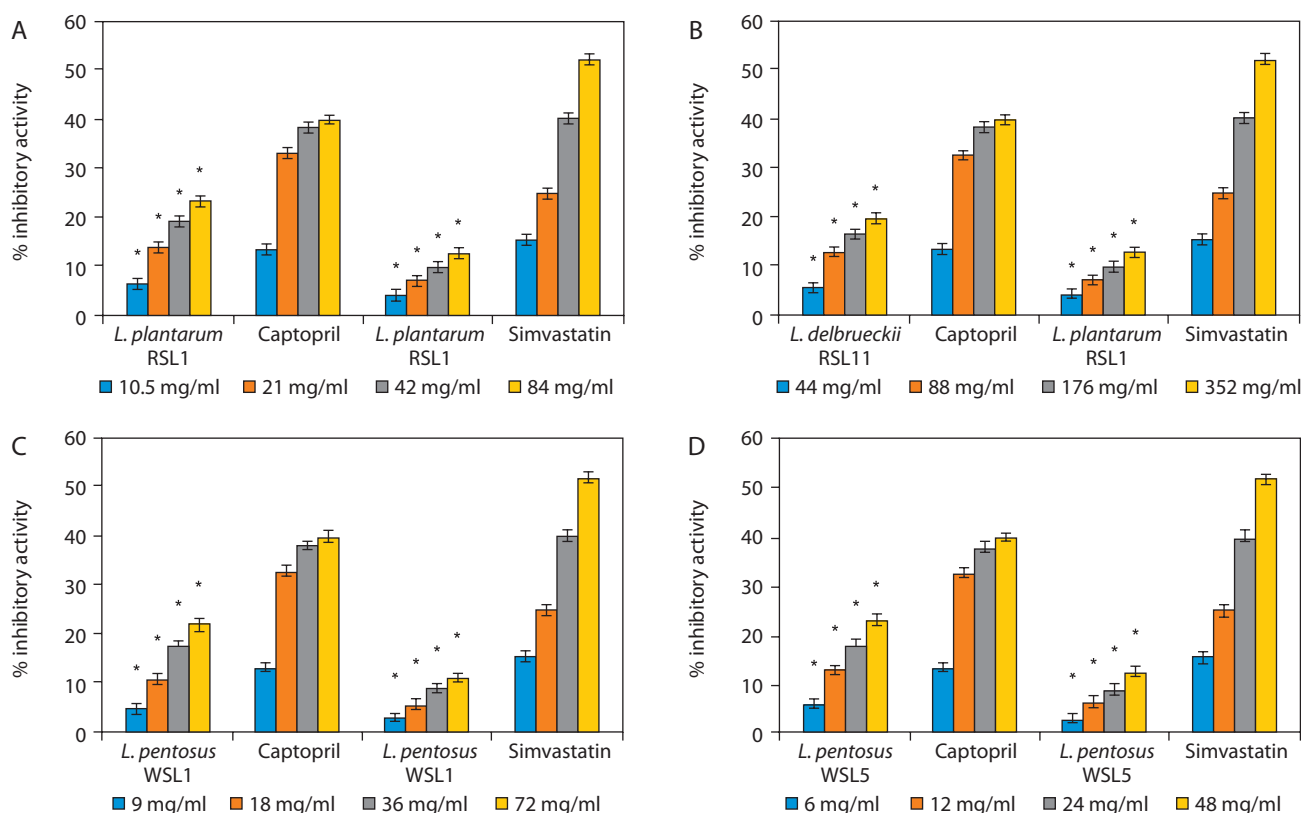 A
% inhibitory activity
60
50
40
30
20
10
0
* * * *
* * * *
L. plantarum RSL1
Captopril
L. plantarum RSL1
Simvastatin
10.5 mg/ml 21 mg/ml 42 mg/ml 84 mg/ml
B
% inhibitory activity
60
50
40
30
20
10
0
* * * *
* * * *
L. delbrueckii RSL11
Captopril
L. plantarum RSL1
Simvastatin
44 mg/ml 88 mg/ml 176 mg/ml 352 mg/ml
C
% inhibitory activity
60
50
40
30
20
10
0
* * * *
* * * *
L. pentosus WSL1
Captopril
L. pentosus WSL1
Simvastatin
9 mg/ml 18 mg/ml 36 mg/ml 72 mg/ml
D
% inhibitory activity
60
50
40
30
20
10
0
* * * *
* * * *
L. pentosus WSL5
Captopril
L. pentosus WSL5
Simvastatin
6 mg/ml 12 mg/ml 24 mg/ml 48 mg/ml